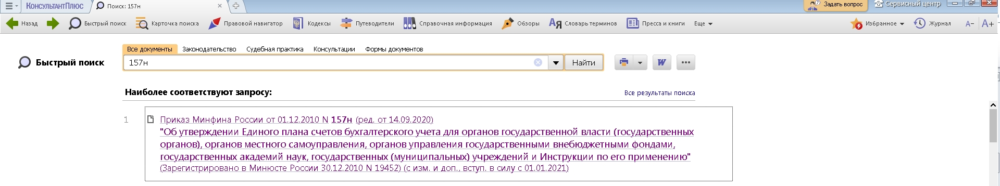 КонсультантПлюс Поиск: 157н Задать вопрос Сервисный центр
Назад Быстрый поиск Карточка поиска Правовой навигатор Кодексы Путеводители Справочная информация Обзоры Словарь терминов Пресса и книги Еще Избранное Журнал А- А+
Все документы Законодательство Судебная практика Консультации Формы документов
Быстрый поиск 157н Найти W
Наиболее соответствуют запросу: Все результаты поиска
1 Приказ Минфина России от 01.12.2010 N 157н (ред. от 14.09.2020)
"Об утверждении Единого плана счетов бухгалтерского учета для органов государственной власти (государственных
органов), органов местного самоуправления, органов управления государственными внебюджетными фондами,
государственных академий наук, государственных (муниципальных) учреждений и Инструкции по его применению"
(Зарегистрировано в Минюсте России 30.12.2010 N 19452) (с изм. и доп., вступ. в силу с 01.01.2021)